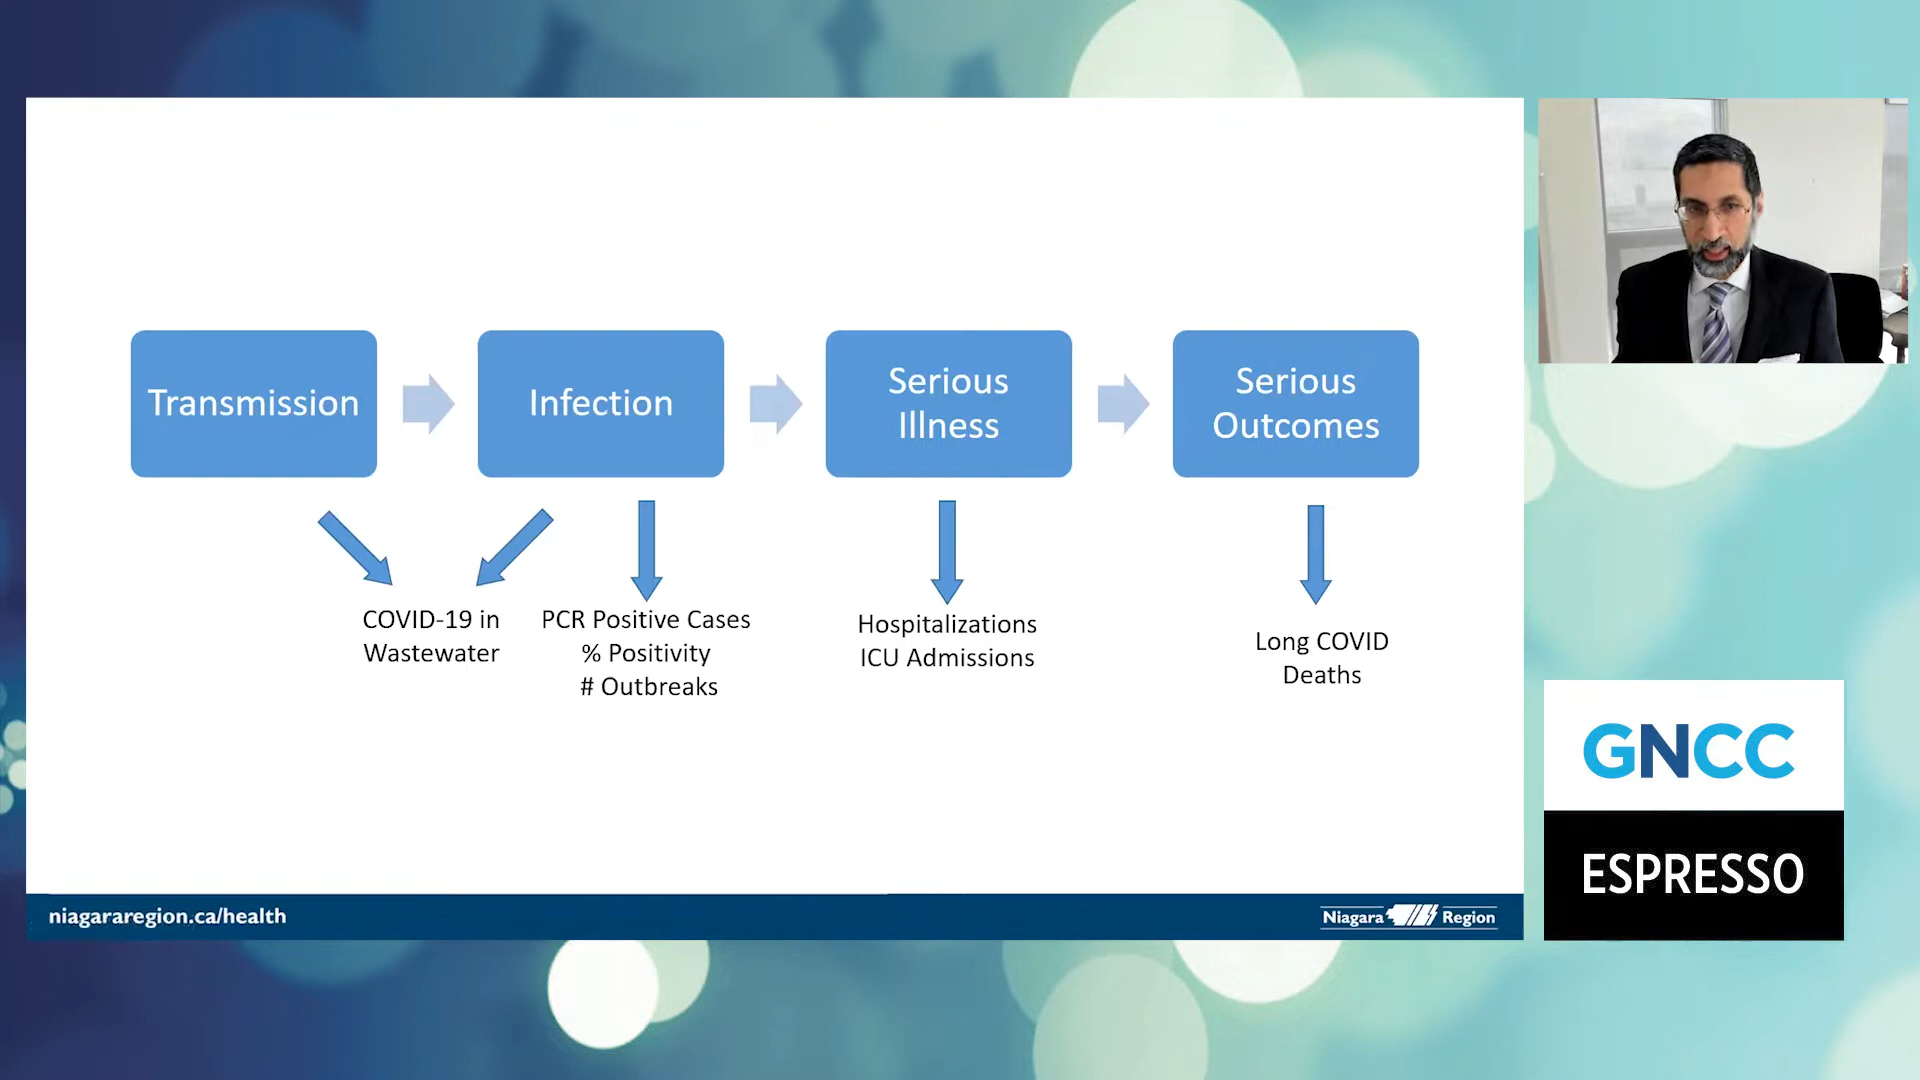 Transmission
Infection
Serious
Illness
Serious
Outcomes
COVID-19 in
Wastewater
PCR Positive Cases
% Positivity
# Outbreaks
Hospitalizations
ICU Admissions
Long COVID
Deaths
niagararegion.ca/health
Niagara Region
GNCC
ESPRESSO